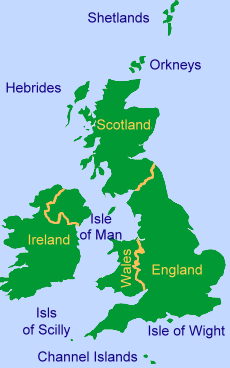 Shetlands
Orkneys
Hebrides
Scotland
Isle
of Man
Ireland
Wales
England
Isls
of Scilly
Isle of Wight
Channel Islands